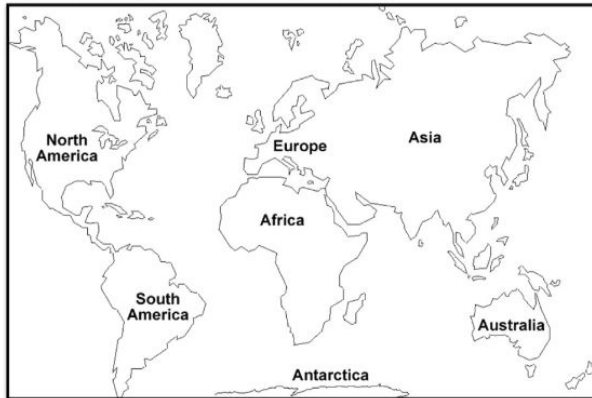 North
America
Europe
Asia
Africa
South
America
Australia
Antarctica